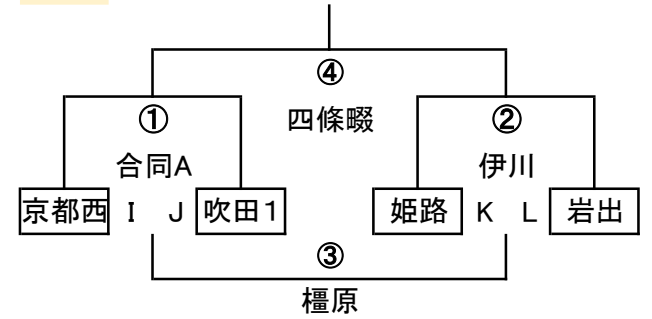 ④
① 四條畷 ②
合同A 伊川
京都西 I J 吹田1 姫路 K L 岩出
③
橿原